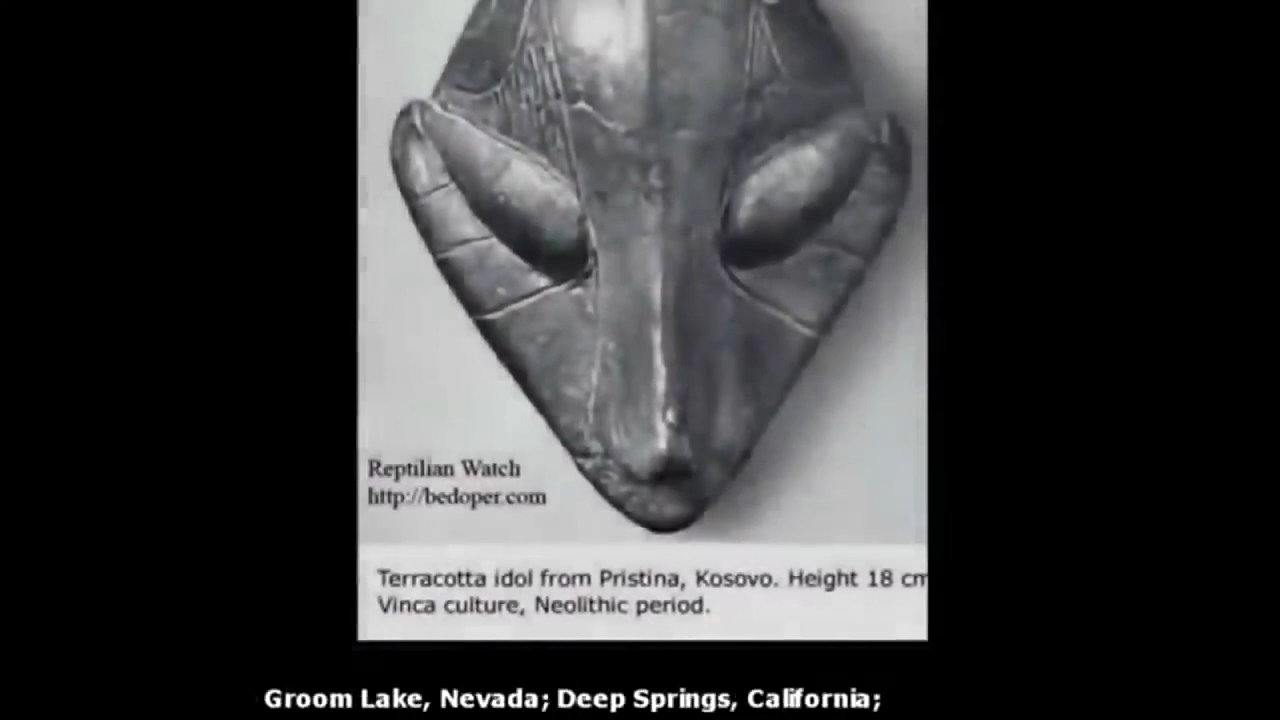 Reptilian Watch
http://bedoper.com
Terracotta idol from Pristina, Kosovo. Height 18 cm
Vinca culture, Neolithic period.
Groom Lake, Nevada; Deep Springs, California;